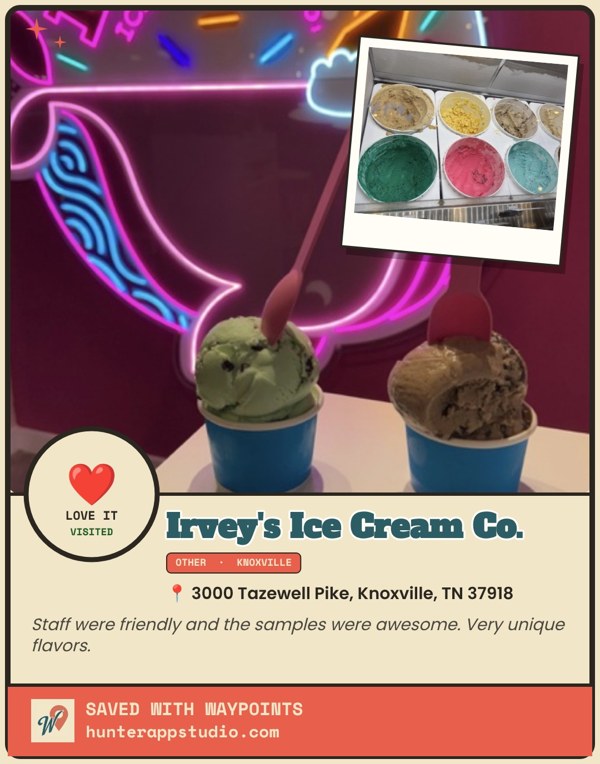 LOVE IT
VISITED
Irvey's Ice Cream Co.
OTHER · KNOXVILLE
3000 Tazewell Pike, Knoxville, TN 37918
Staff were friendly and the samples were awesome. Very unique
flavors.
W
SAVED WITH WAYPOINTS
hunterappstudio.com